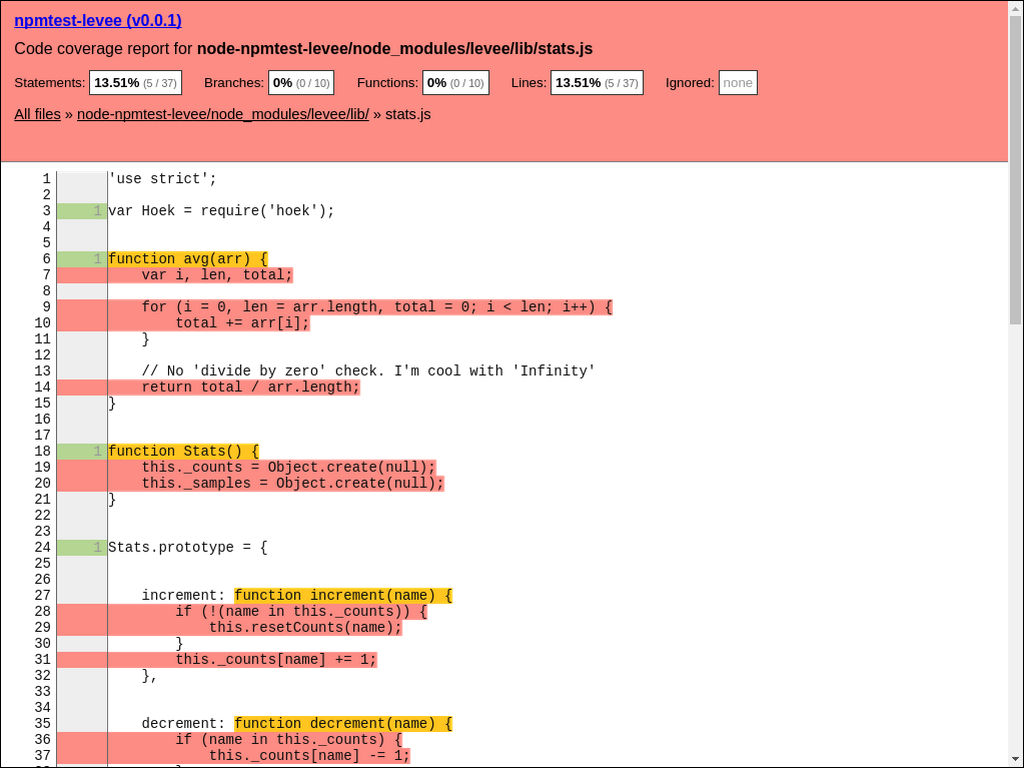 npmtest-levee (v0.0.1)
Code coverage report for node-npmtest-levee/node_modules/levee/lib/stats.js
Statements: 13.51% (5 / 37) Branches: 0% (0 / 10) Functions: 0% (0 / 9) Lines: 13.51% (5 / 37) Ignored: none
All files » node-npmtest-levee/node_modules/levee/lib/ » stats.js
1 'use strict';
2
3 1 var Hoek = require('hoek');
4
5
6 1 function avg(arr) {
7     var i, len, total;
8
9     for (i = 0, len = arr.length, total = 0; i < len; i++) {
10         total += arr[i];
11     }
12
13     // No 'divide by zero' check. I'm cool with 'Infinity'
14     return total / arr.length;
15 }
16
17
18 1 function Stats() {
19     this._counts = Object.create(null);
20     this._samples = Object.create(null);
21 }
22
23
24 1 Stats.prototype = {
25
26
27     increment: function increment(name) {
28         if (!(name in this._counts)) {
29             this.resetCounts(name);
30         }
31         this._counts[name] += 1;
32     },
33
34
35     decrement: function decrement(name) {
36         if (name in this._counts) {
37             this._counts[name] -= 1;